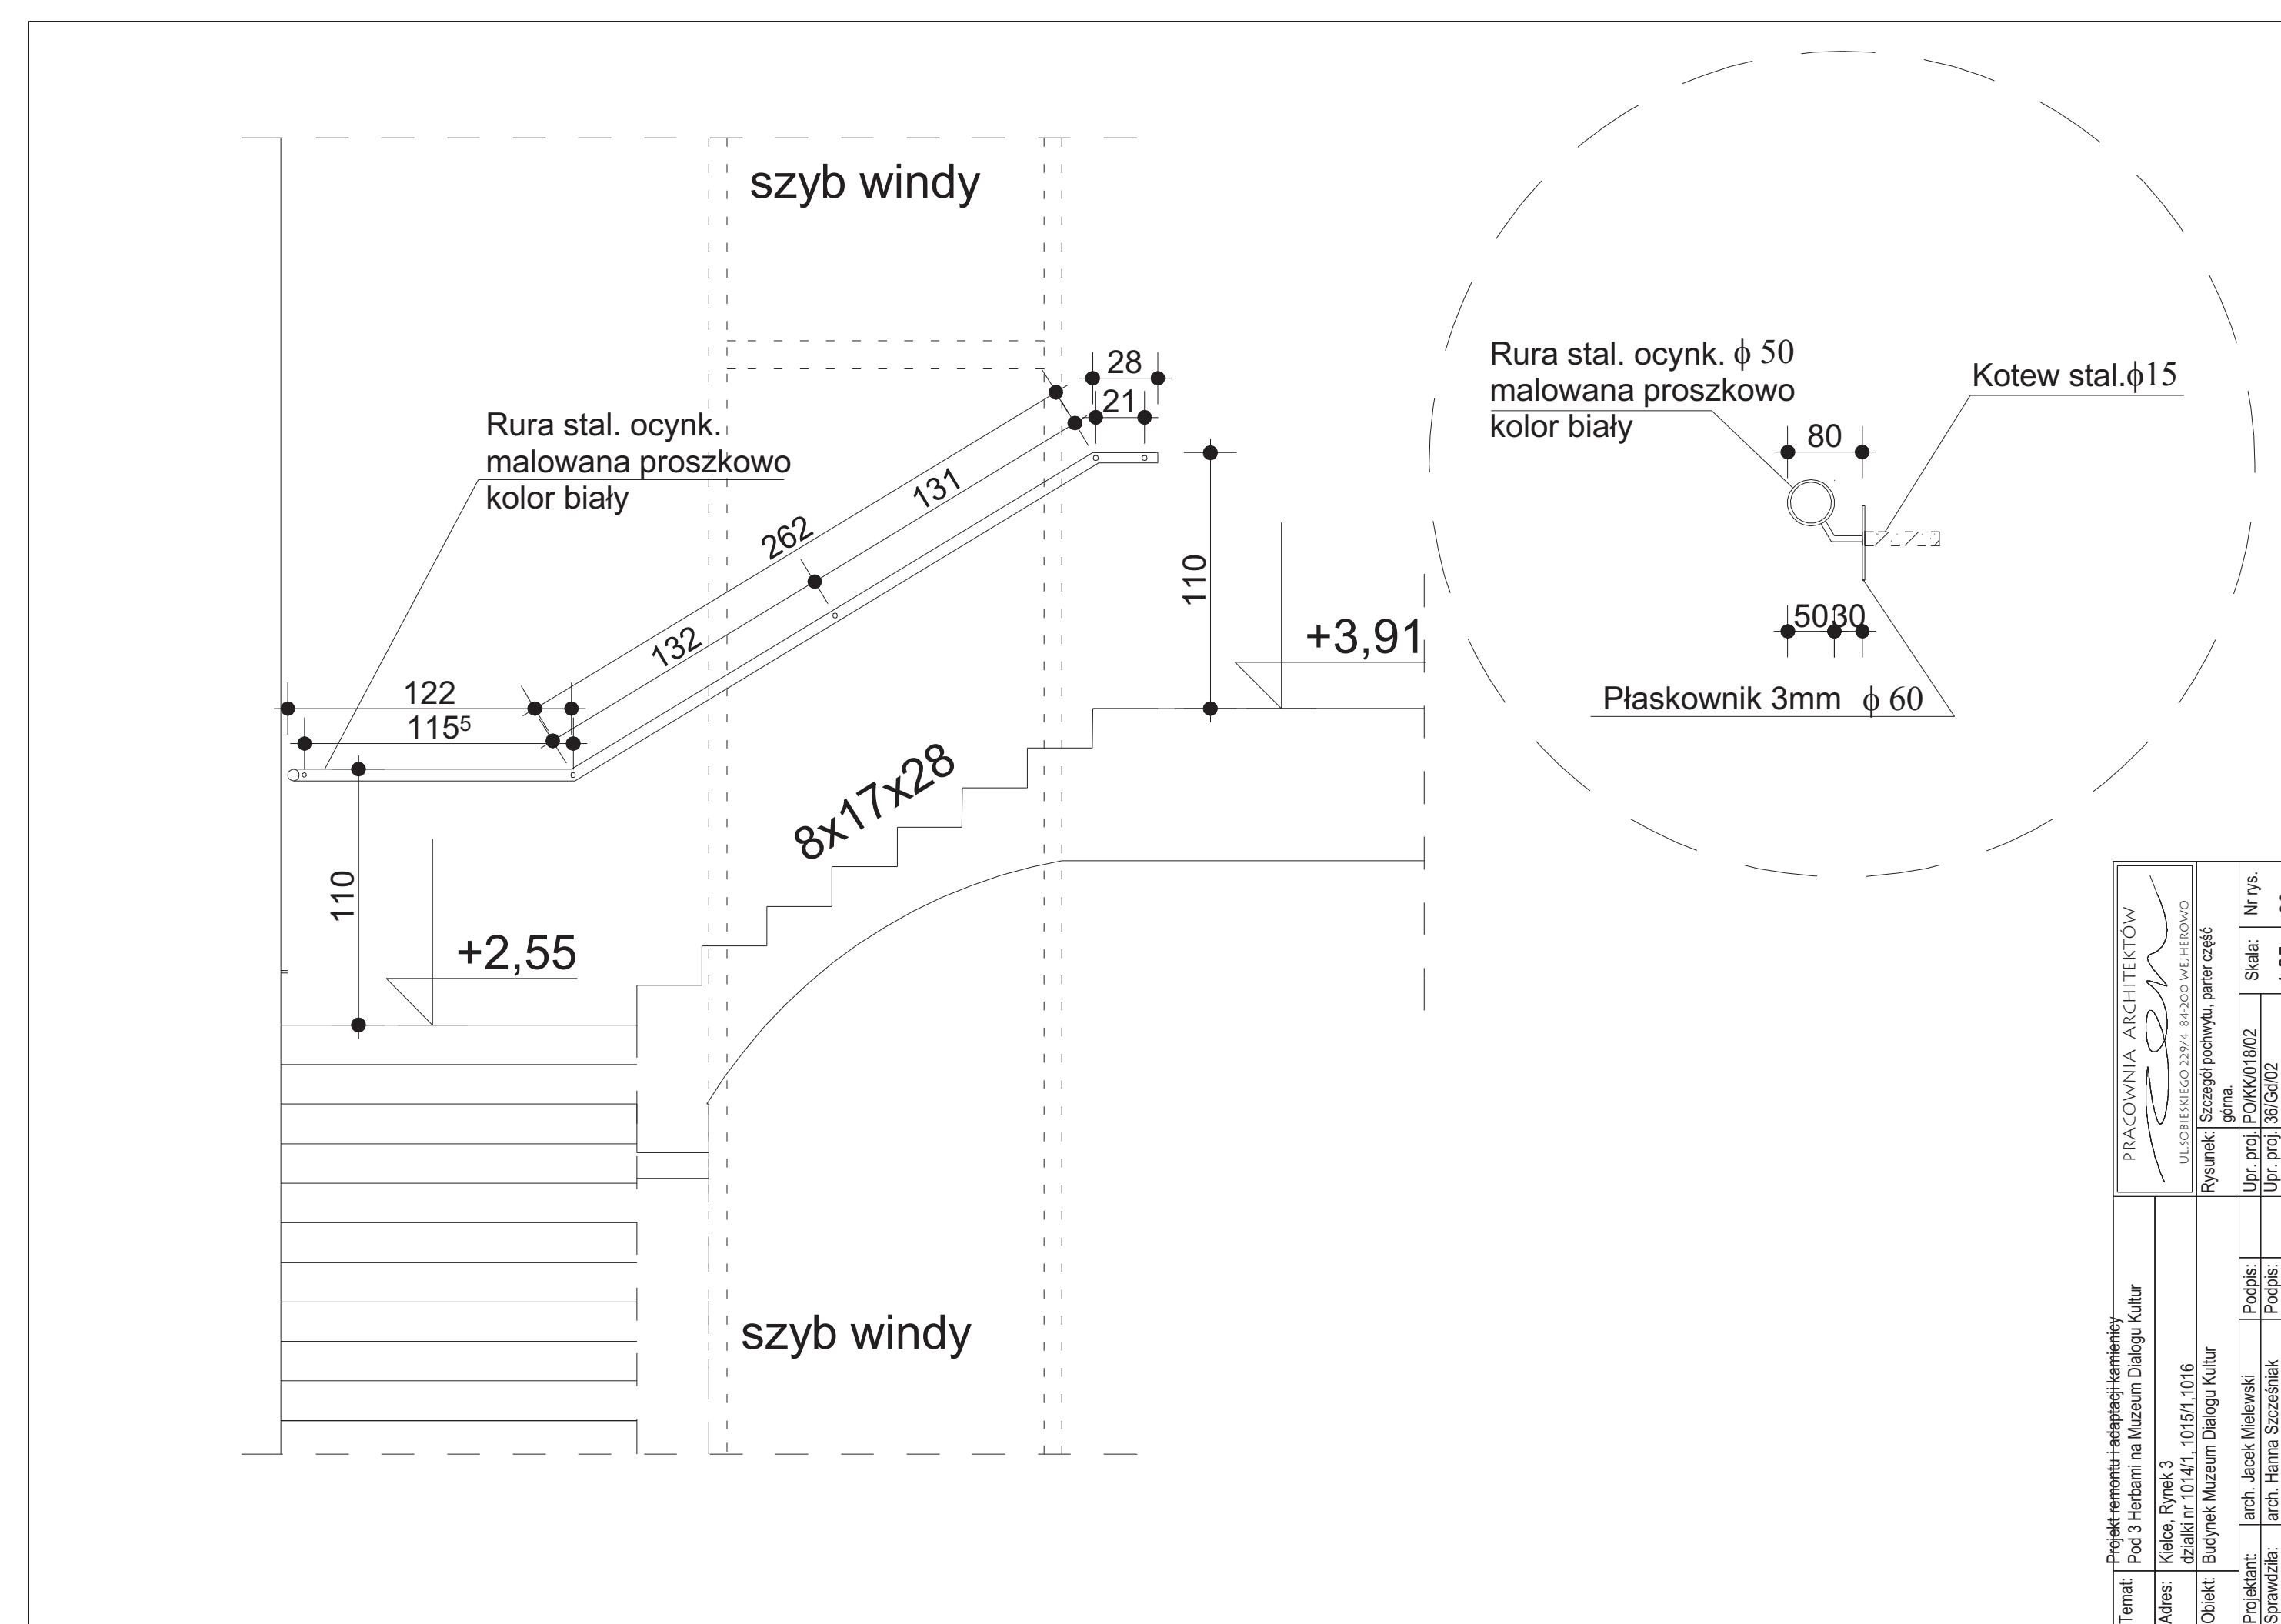 szyb windy
Rura stal. ocynk.
malowana proszkowo
kolor biały
28
21
131
262
132
122
115⁵
110
110
+3,91
+2,55
8x17x28
szyb windy
Rura stal. ocynk. ϕ 50
malowana proszkowo
kolor biały
Kotew stal.ϕ15
80
5030
Płaskownik 3mm ϕ 60
PRACOWNIA ARCHITEKTÓW
UL.SOBIESKIEGO 229/4 84-200 WEJHEROWO
Temat:
Projekt remontu i adaptacji kamienicy
Pod 3 Herbami na Muzeum Dialogu Kultur
Adres:
Kielce, Rynek 3
dzialki nr 1014/1, 1015/1,1016
Obiekt:
Budynek Muzeum Dialogu Kultur
Rysunek:
Szczegół pochwytu, parter część
górna.
Projektant:
arch. Jacek Mielewski
Podpis:
Upr. proj.
PO/KK/018/02
Skala:
Nr rys.
Sprawdziła:
arch. Hanna Szcześniak
Podpis:
Upr. proj.
36/Gd/02